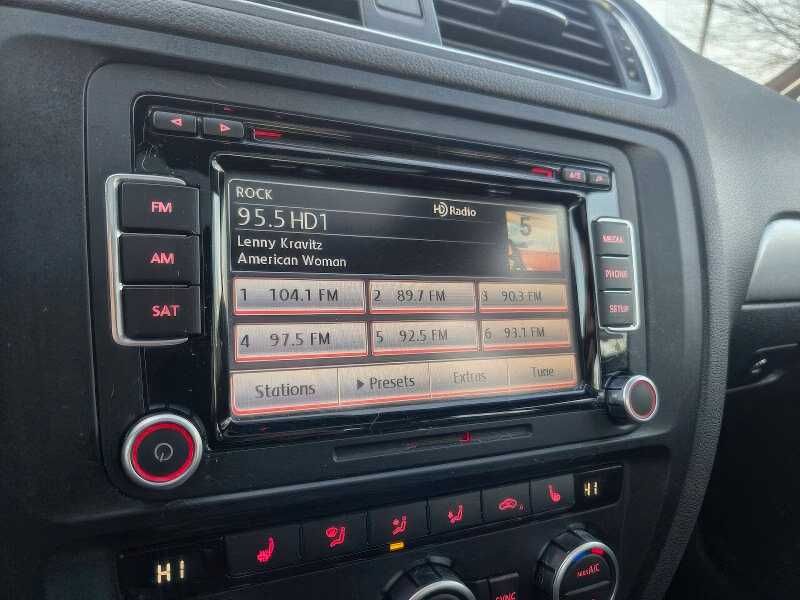 ROCK
95.5 HD1
HD Radio
Lenny Kravitz
American Woman
5
1 104.1 FM
2 89.7 FM
3 90.3 FM
4 97.5 FM
5 92.5 FM
6 93.1 FM
Stations
Presets
Extras
Tune
FM
AM
SAT
MEDIA
PHONE
SETUP
HI
HI
SYNC
MAX A/C